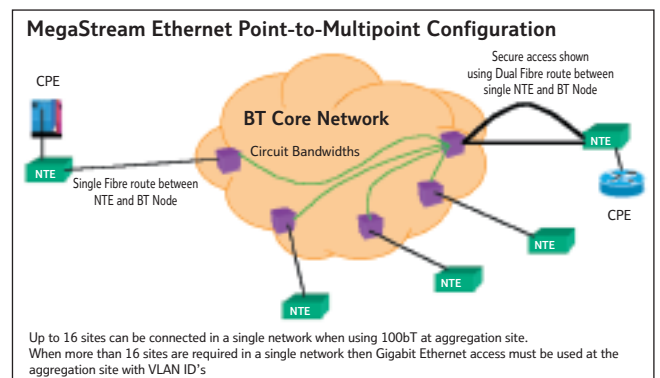 MegaStream Ethernet Point-to-Multipoint Configuration
Secure access shown
using Dual Fibre route between
single NTE and BT Node
CPE
BT Core Network
Circuit Bandwidths
NTE
NTE
Single Fibre route between
NTE and BT Node
CPE
NTE
NTE
NTE
Up to 16 sites can be connected in a single network when using 100bT at aggregation site.
When more than 16 sites are required in a single network then Gigabit Ethernet access must be used at the
aggregation site with VLAN ID's